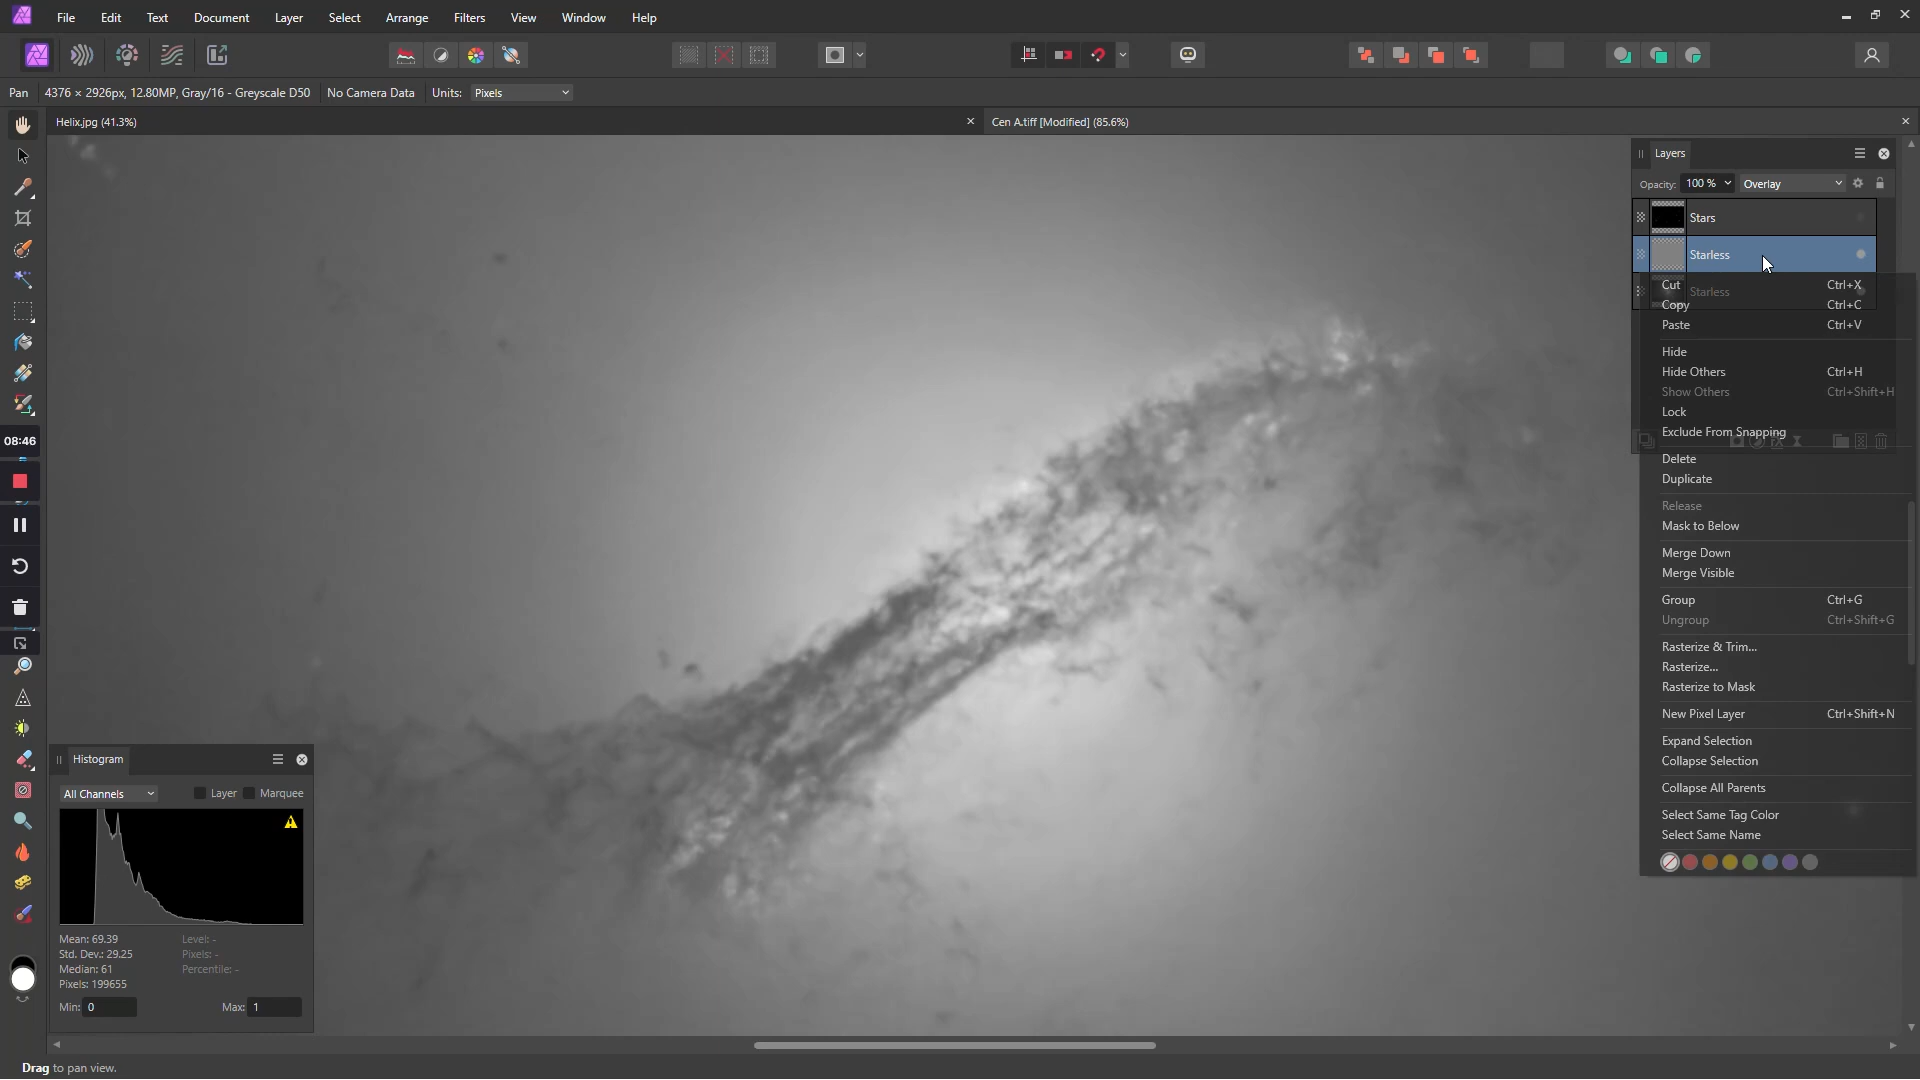 File Edit Text Document Layer Select Arrange Filters View Window Help
Pan 4376 × 2926px, 12.80MP, Gray/16 - Greyscale D50 No Camera Data Units: Pixels
Helix.jpg (41.3%)
Cen A.tiff [Modified] (85.6%)
Layers
Opacity: 100 % Overlay
Stars
Starless
Starless
Cut Ctrl+X
Copy Ctrl+C
Paste Ctrl+V
Hide
Hide Others Ctrl+H
Show Others Ctrl+Shift+H
Lock
Exclude From Snapping
Delete
Duplicate
Release
Mask to Below
Merge Down
Merge Visible
Group Ctrl+G
Ungroup Ctrl+Shift+G
Rasterize & Trim...
Rasterize...
Rasterize to Mask
New Pixel Layer Ctrl+Shift+N
Expand Selection
Collapse Selection
Collapse All Parents
Select Same Tag Color
Select Same Name
08:46
Histogram
All Channels Layer Marquee
Mean: 69.39 Level: -
Std. Dev.: 29.25 Pixels: -
Median: 61 Percentile: -
Pixels: 199655
Min: 0 Max: 1
Drag to pan view.